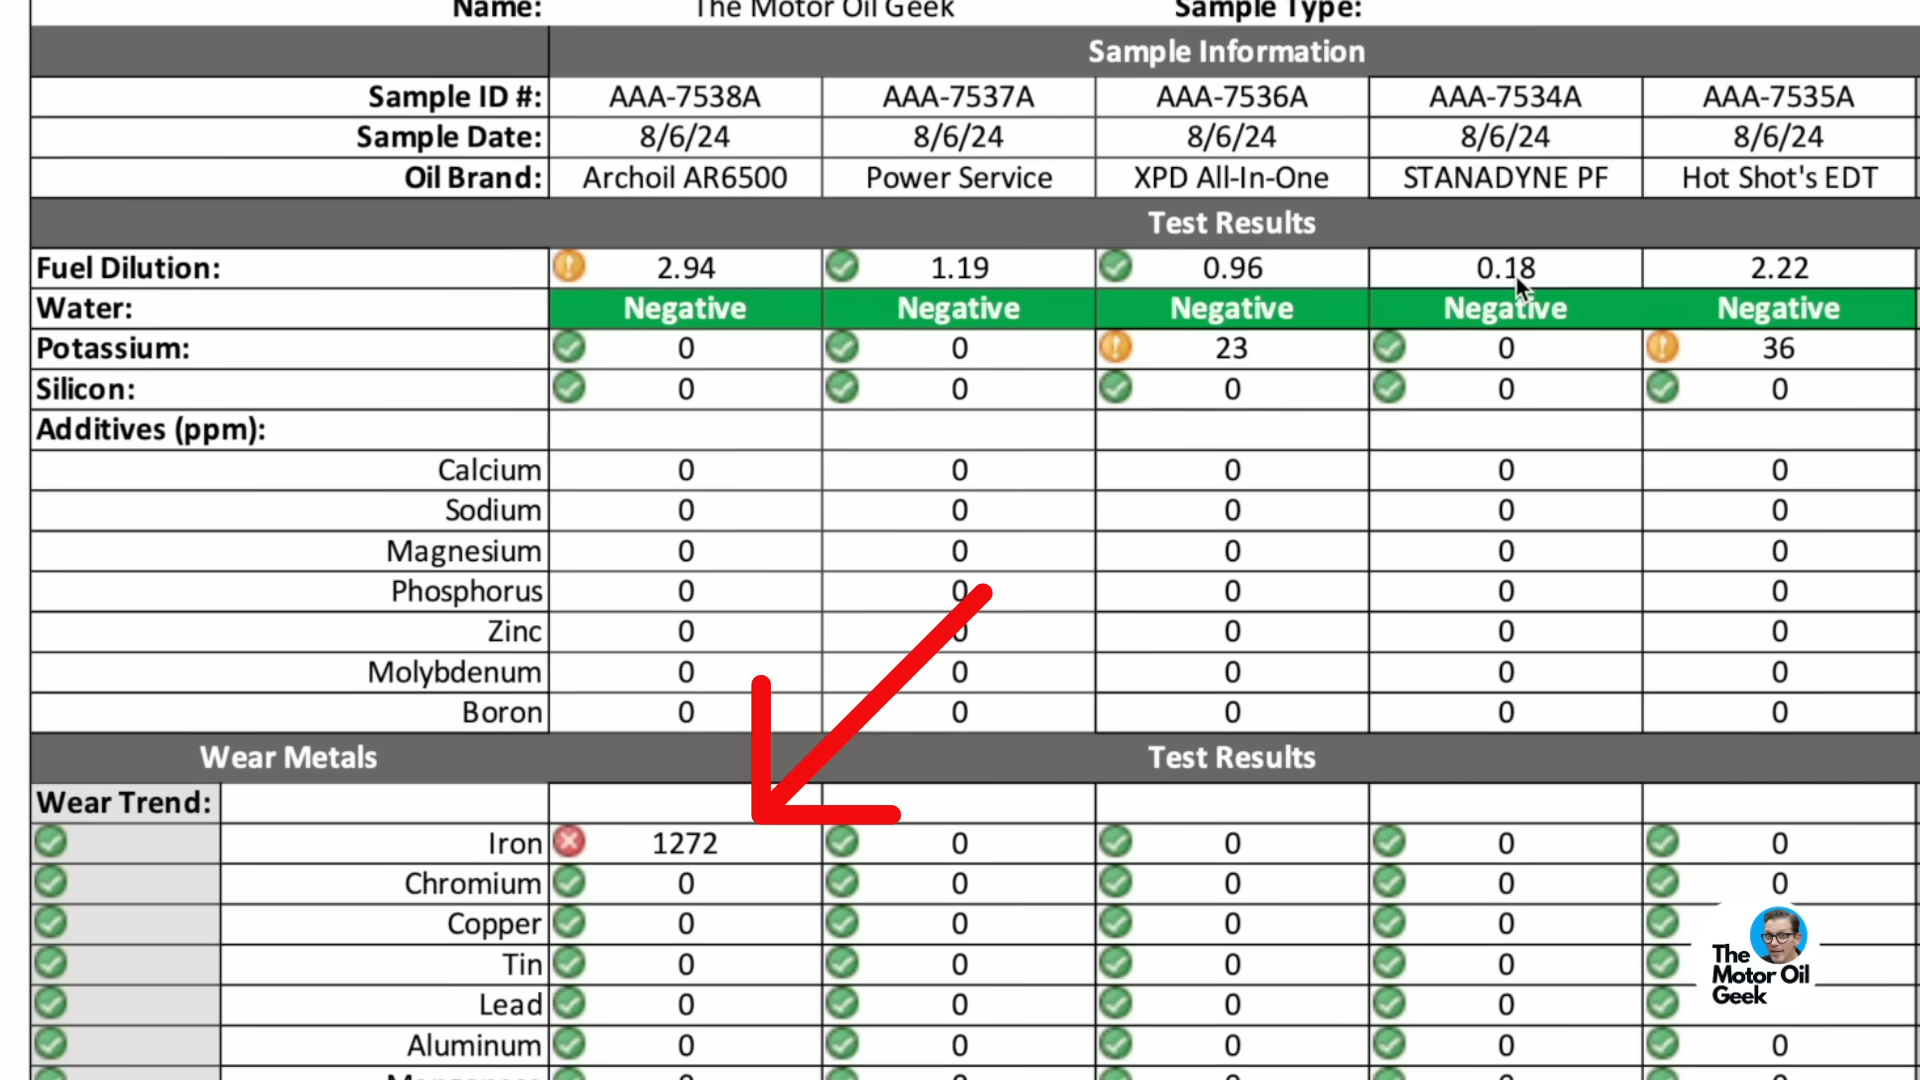 Name: The Motor Oil Geek Sample Type:
Sample Information
Sample ID #: AAA-7538A AAA-7537A AAA-7536A AAA-7534A AAA-7535A
Sample Date: 8/6/24 8/6/24 8/6/24 8/6/24 8/6/24
Oil Brand: Archoil AR6500 Power Service XPD All-In-One STANADYNE PF Hot Shot's EDT
Test Results
Fuel Dilution: 2.94 1.19 0.96 0.18 2.22
Water: Negative Negative Negative Negative Negative
Potassium: 0 0 23 0 36
Silicon: 0 0 0 0 0
Additives (ppm):
Calcium 0 0 0 0 0
Sodium 0 0 0 0 0
Magnesium 0 0 0 0 0
Phosphorus 0 0 0 0 0
Zinc 0 0 0 0 0
Molybdenum 0 0 0 0 0
Boron 0 0 0 0 0
Wear Metals Test Results
Wear Trend:
Iron 1272 0 0 0 0
Chromium 0 0 0 0 0
Copper 0 0 0 0
Tin 0 0 0 0
Lead 0 0 0 0
Aluminum 0 0 0 0 0
The
Motor Oil
Geek